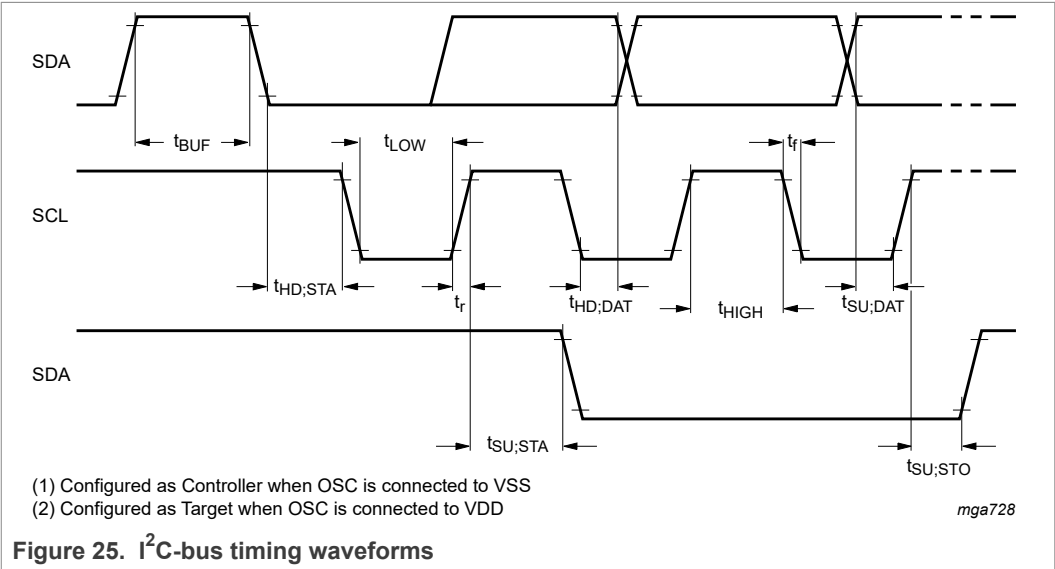 SDA
tBUF
tLOW
tf
SCL
tHD;STA
tr
tHD;DAT
tHIGH
tSU;DAT
SDA
tSU;STA
tSU;STO
(1) Configured as Controller when OSC is connected to VSS
(2) Configured as Target when OSC is connected to VDD
mga728
Figure 25. I²C-bus timing waveforms